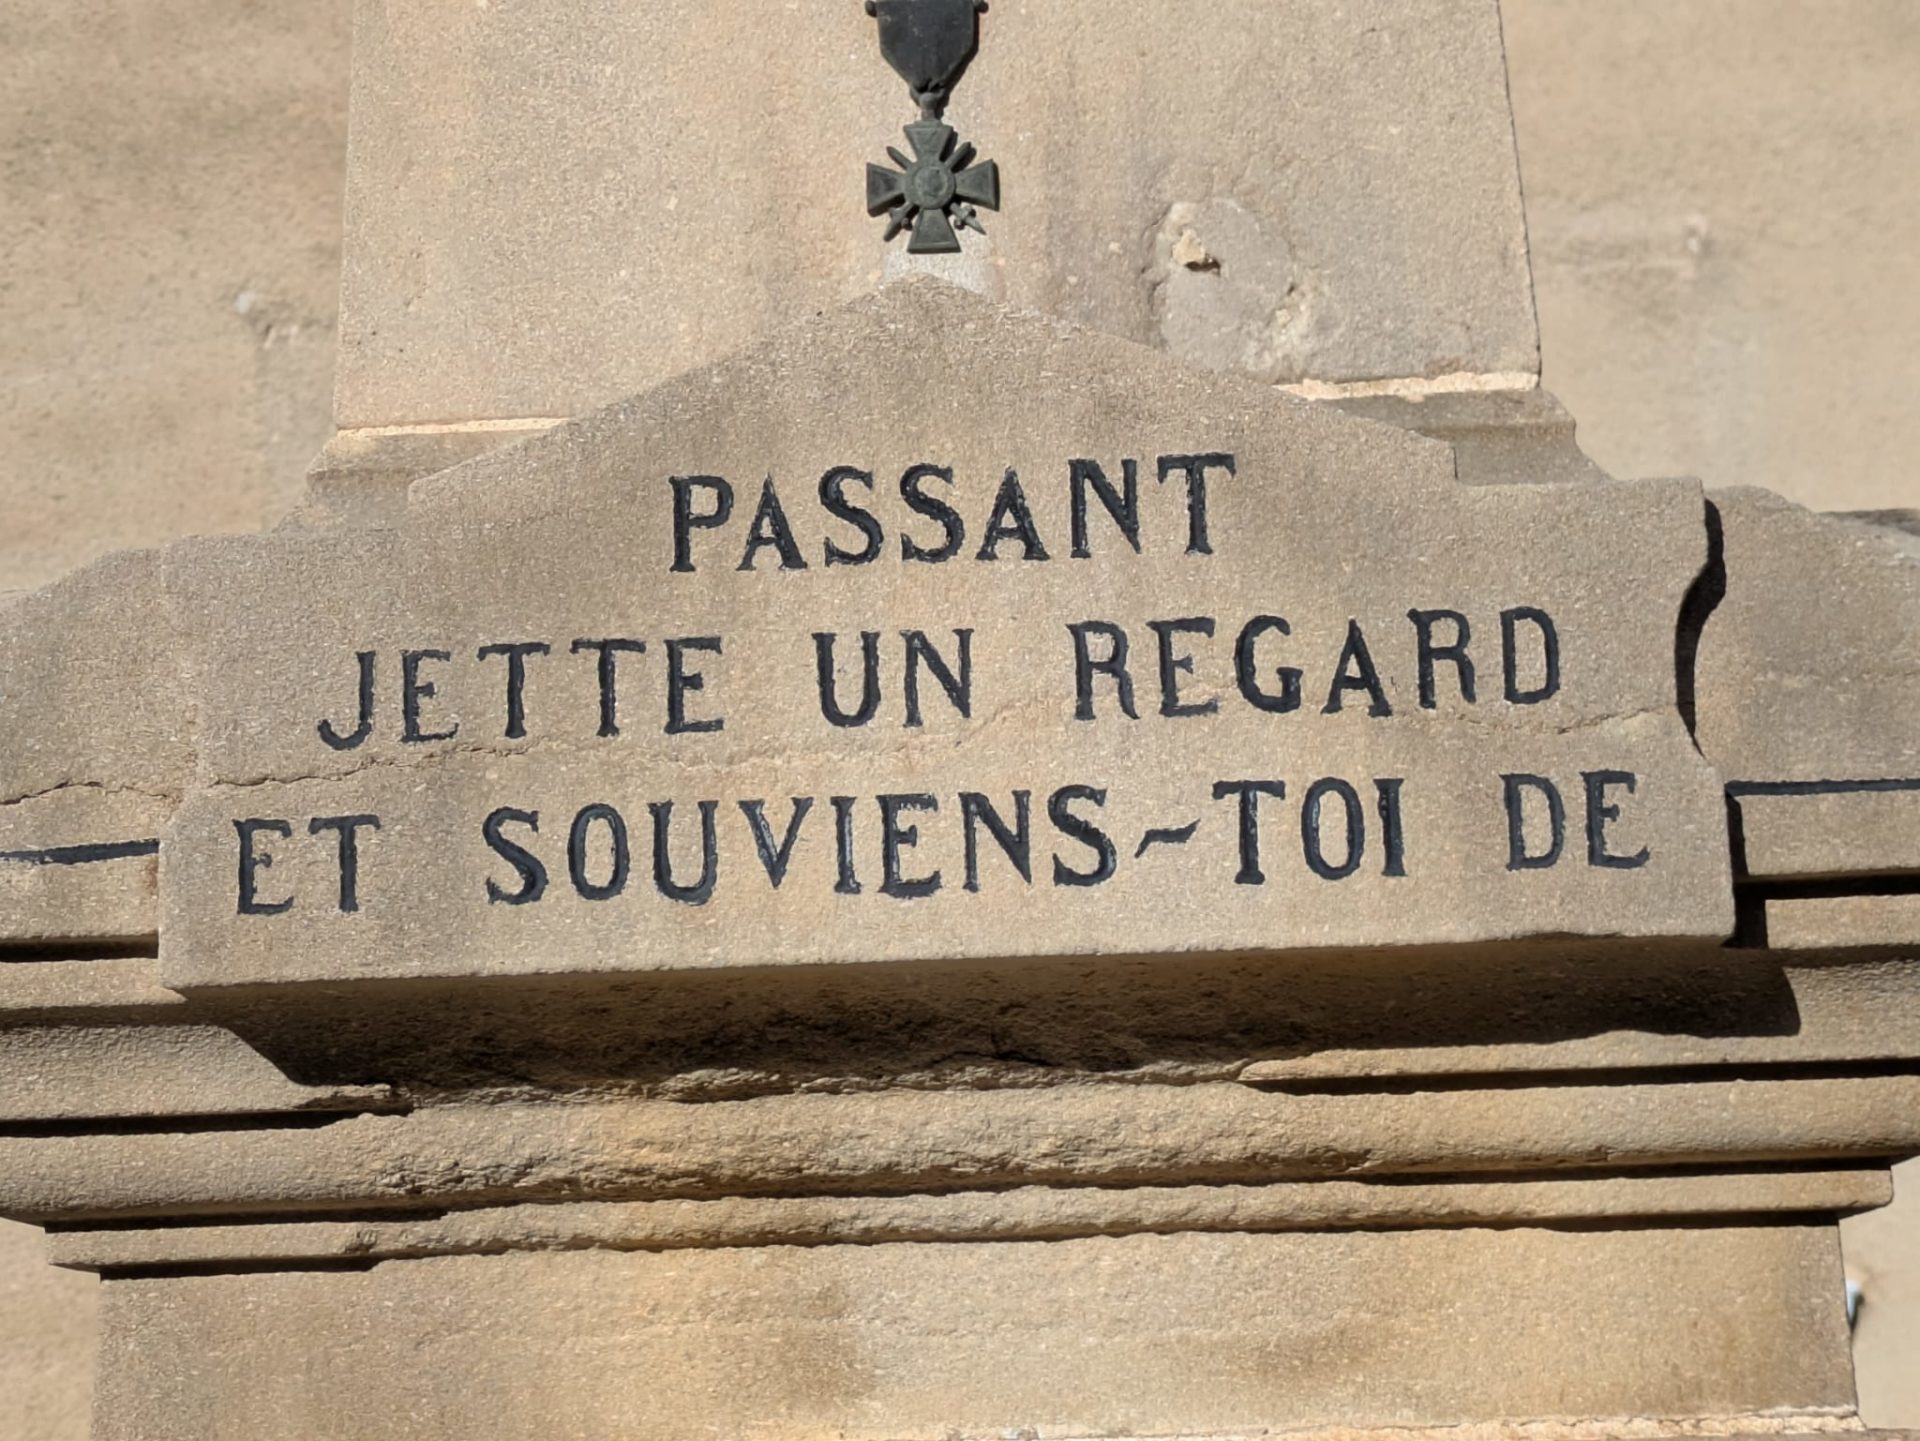 PASSANT
JETTE UN REGARD
ET SOUVIENS~TOI DE